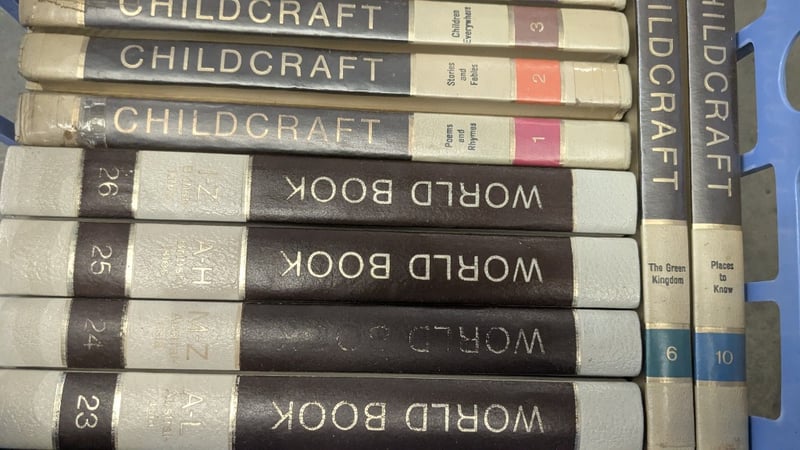 CHILDCRAFT
Children
Everywhere
3
CHILDCRAFT
Stories
and
Fables
2
CHILDCRAFT
Poems
and
Rhymes
1
26
J-Z
WORLD BOOK
25
A-H
WORLD BOOK
24
M-Z
WORLD BOOK
23
A-L
WORLD BOOK
CHILDCRAFT
The Green
Kingdom
6
CHILDCRAFT
Places
to
Know
10